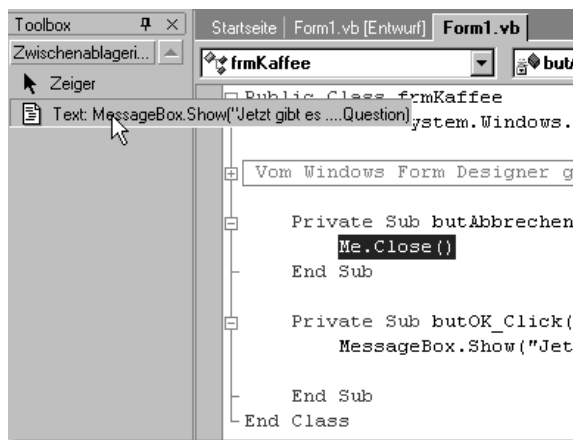 Toolbox
Startseite Form1.vb [Entwurf] Form1.vb
Zwischenablageri...
frmKaffee
but
Zeiger
Public Class frmKaffee
Text: MessageBox.Show("Jetzt gibt es ....Question)
ystem.Windows.
Vom Windows Form Designer g
Private Sub butAbbrechen
Me.Close()
End Sub
Private Sub butOK_Click(
MessageBox.Show("Jet
End Sub
End Class